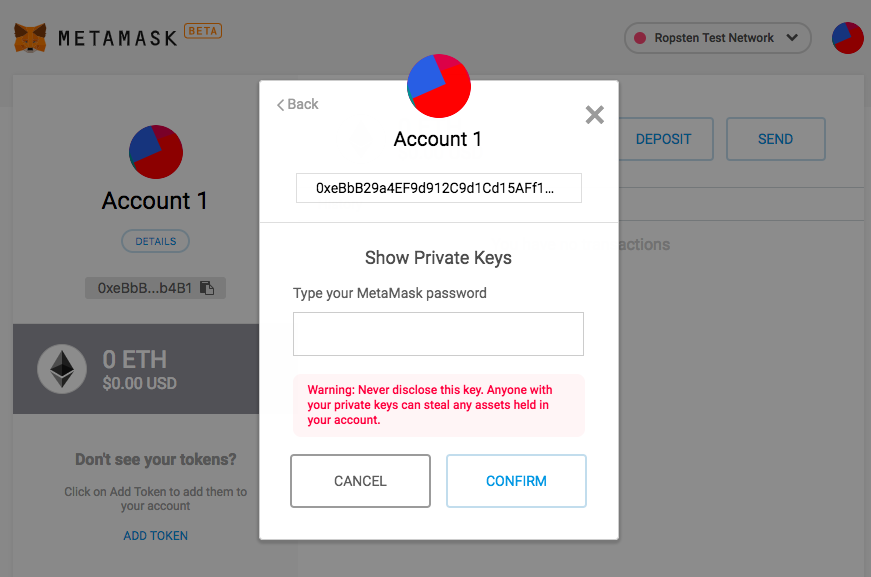 METAMASK BETA
Ropsten Test Network
Account 1
DETAILS
0xeBbB...b4B1
0 ETH
$0.00 USD
Don't see your tokens?
Click on Add Token to add them to
your account
ADD TOKEN
Back
Account 1
0xeBbB29a4EF9d912C9d1Cd15AFf1...
Show Private Keys
Type your MetaMask password
Warning: Never disclose this key. Anyone with
your private keys can steal any assets held in
your account.
CANCEL
CONFIRM
DEPOSIT
SEND
actions